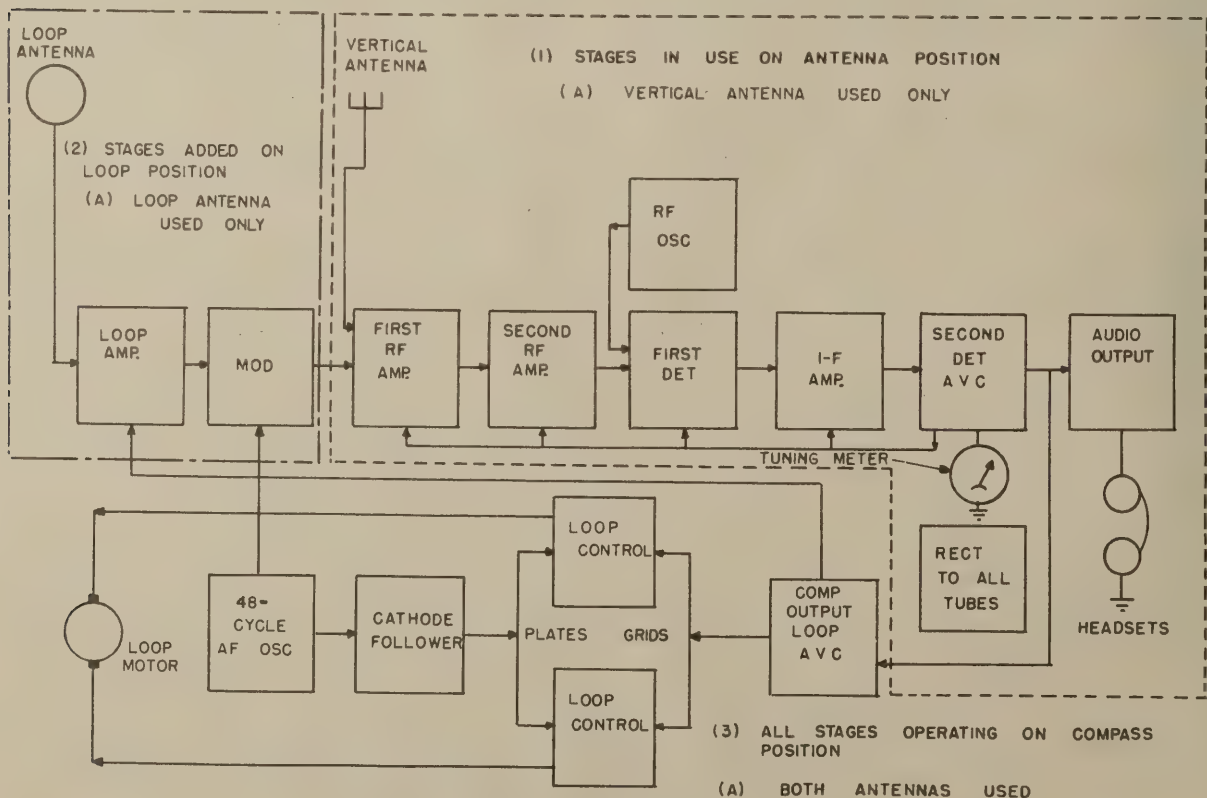 LOOP
ANTENNA
VERTICAL
ANTENNA
(1) STAGES IN USE ON ANTENNA POSITION
(A) VERTICAL ANTENNA USED ONLY
(2) STAGES ADDED ON
LOOP POSITION
(A) LOOP ANTENNA
USED ONLY
RF
OSC
LOOP
AMP.
MOD
FIRST
RF
AMP.
SECOND
RF
AMP.
FIRST
DET
I-F
AMP.
SECOND
DET
AVC
AUDIO
OUTPUT
TUNING METER
LOOP
CONTROL
RECT
TO ALL
TUBES
HEADSETS
LOOP
MOTOR
48-
CYCLE
AF OSC
CATHODE
FOLLOWER
PLATES
GRIDS
COMP
OUTPUT
LOOP
AVC
LOOP
CONTROL
(3) ALL STAGES OPERATING ON COMPASS
POSITION
(A) BOTH ANTENNAS USED